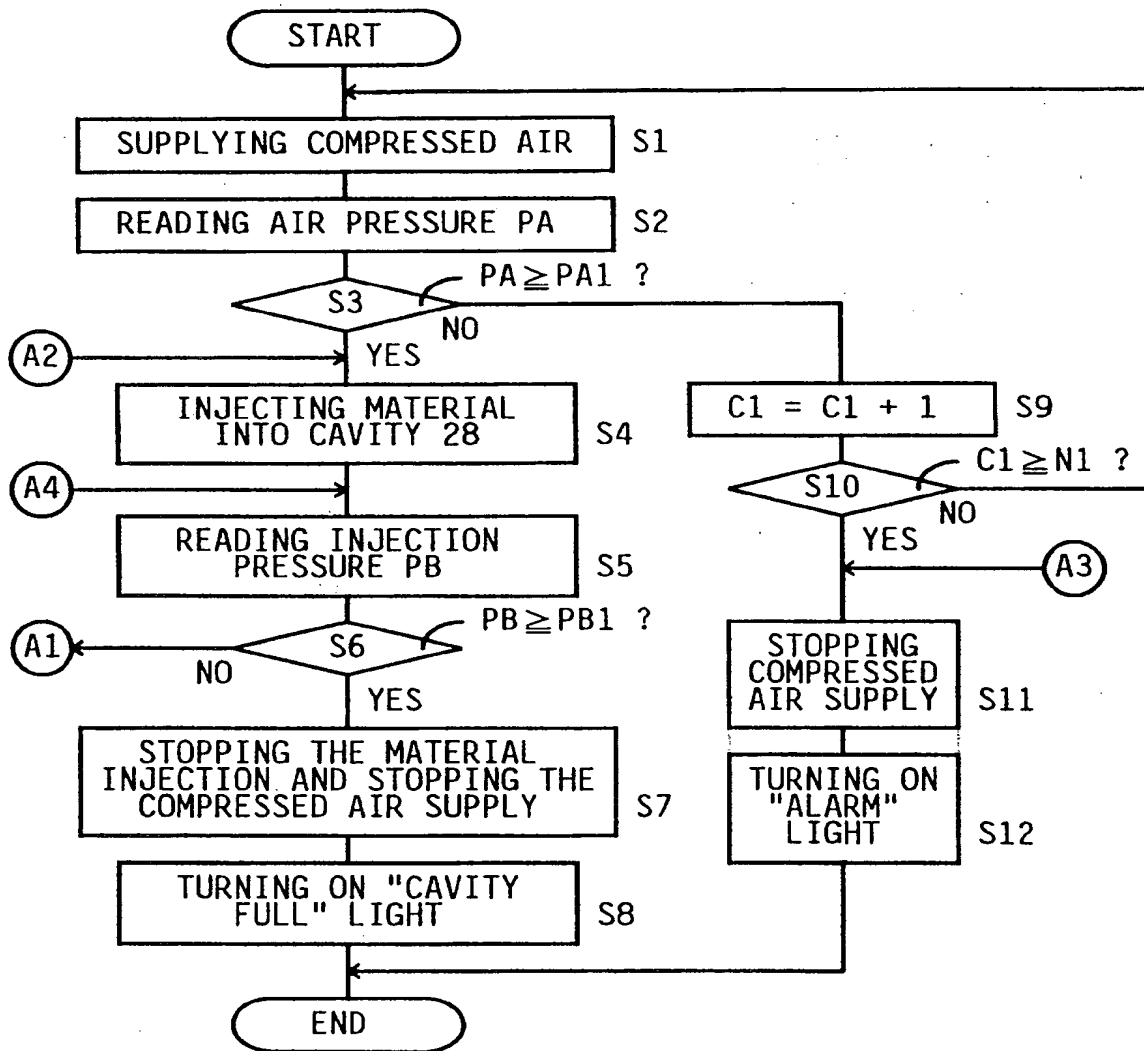 START
SUPPLYING COMPRESSED AIR
S1
READING AIR PRESSURE PA
S2
PA≧PA1 ?
S3
NO
YES
A2
INJECTING MATERIAL
INTO CAVITY 28
S4
A4
READING INJECTION
PRESSURE PB
S5
PB≧PB1 ?
S6
A1
NO
YES
STOPPING THE MATERIAL
INJECTION AND STOPPING THE
COMPRESSED AIR SUPPLY
S7
TURNING ON "CAVITY
FULL" LIGHT
S8
C1 = C1 + 1
S9
C1≧N1 ?
S10
NO
YES
A3
STOPPING
COMPRESSED
AIR SUPPLY
S11
TURNING ON
"ALARM"
LIGHT
S12
END